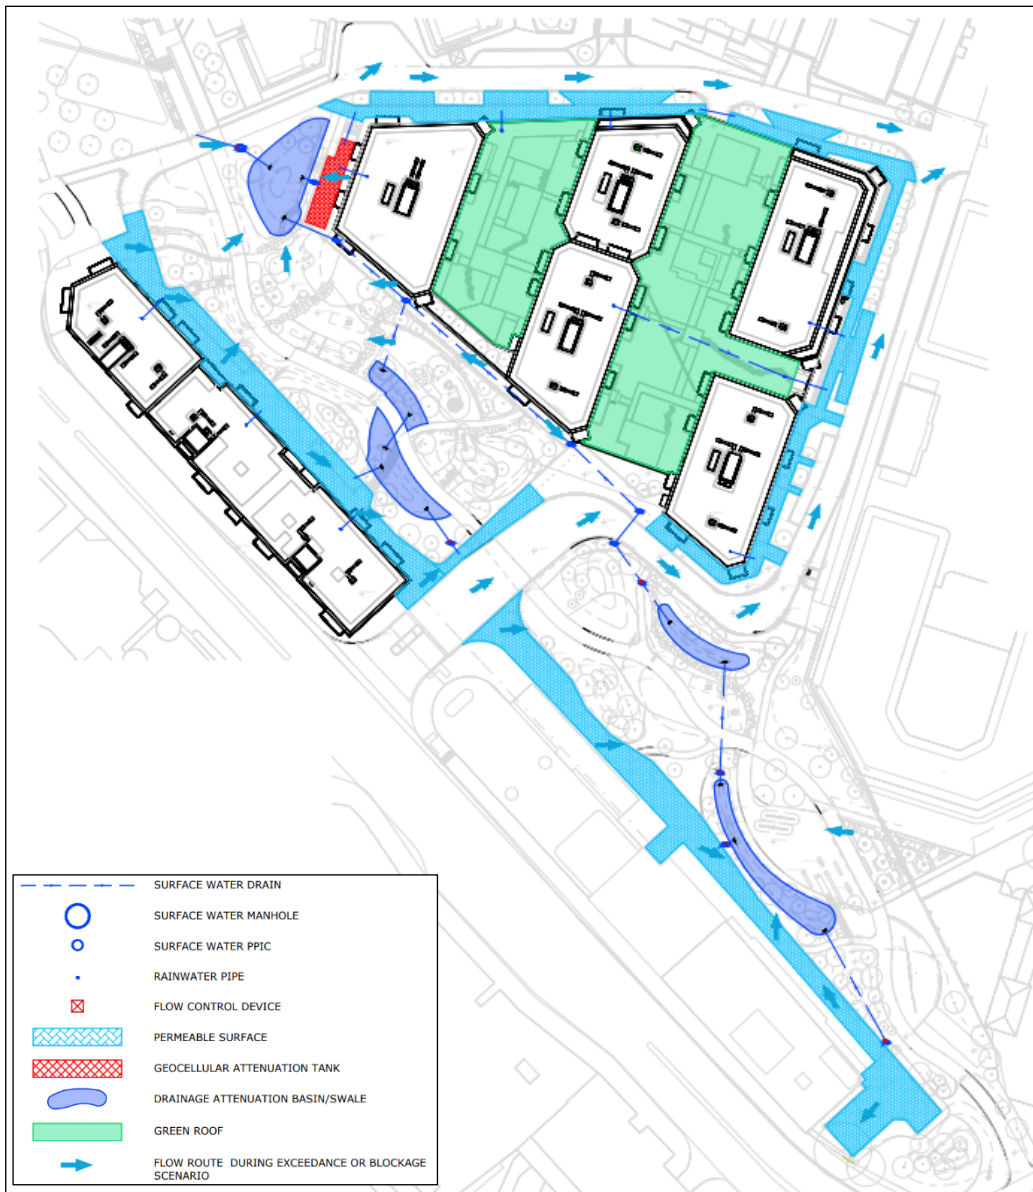 SURFACE WATER DRAIN
SURFACE WATER MANHOLE
SURFACE WATER PPIC
RAINWATER PIPE
FLOW CONTROL DEVICE
PERMEABLE SURFACE
GEOCELLULAR ATTENUATION TANK
DRAINAGE ATTENUATION BASIN/SWALE
GREEN ROOF
FLOW ROUTE DURING EXCEEDANCE OR BLOCKAGE
SCENARIO